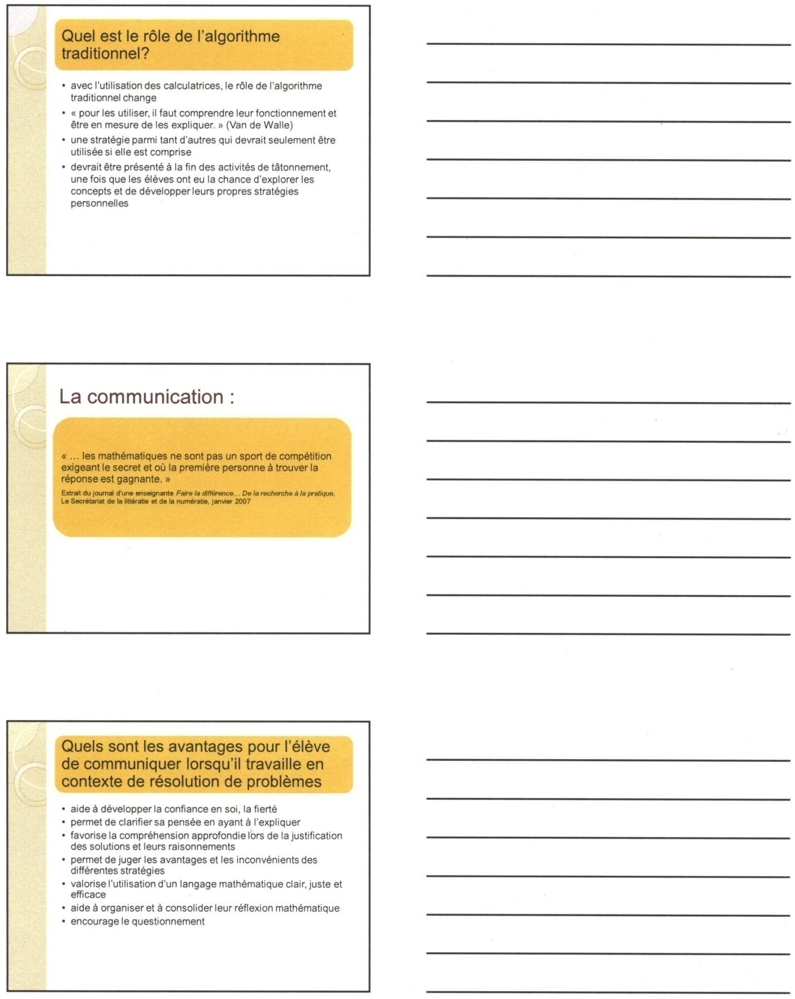 Quel est le rôle de l'algorithme
traditionnel?
• avec l'utilisation des calculatrices, le rôle de l'algorithme
traditionnel change
• « pour les utiliser, il faut comprendre leur fonctionnement et
être en mesure de les expliquer. » (Van de Walle)
• une stratégie parmi tant d'autres qui devrait seulement être
utilisée si elle est comprise
• devrait être présenté à la fin des activités de tâtonnement,
une fois que les élèves ont eu la chance d'explorer les
concepts et de développer leurs propres stratégies
personnelles
La communication :
« … les mathématiques ne sont pas un sport de compétition
exigeant le secret et où la première personne à trouver la
réponse est gagnante. »
Extrait du journal d'une enseignante Faire la différence… De la recherche à la pratique,
Le Secrétariat de la littératie et de la numératie, janvier 2007
Quels sont les avantages pour l'élève
de communiquer lorsqu'il travaille en
contexte de résolution de problèmes
• aide à développer la confiance en soi, la fierté
• permet de clarifier sa pensée en ayant à l'expliquer
• favorise la compréhension approfondie lors de la justification
des solutions et leurs raisonnements
• permet de juger les avantages et les inconvénients des
différentes stratégies
• valorise l'utilisation d'un langage mathématique clair, juste et
efficace
• aide à organiser et à consolider leur réflexion mathématique
• encourage le questionnement